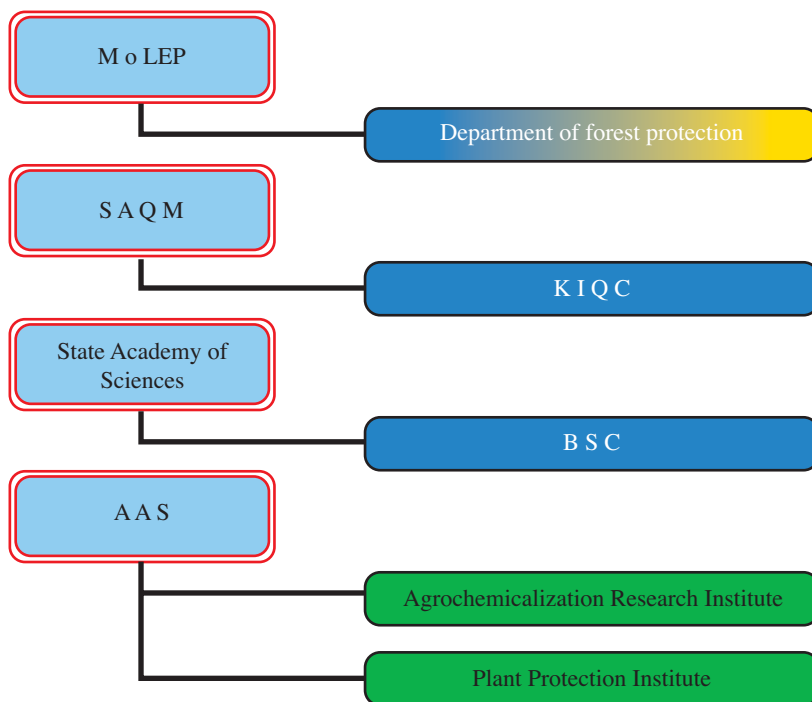 M o LEP
Department of forest protection
S A Q M
K I Q C
State Academy of
Sciences
B S C
A A S
Agrochemicalization Research Institute
Plant Protection Institute